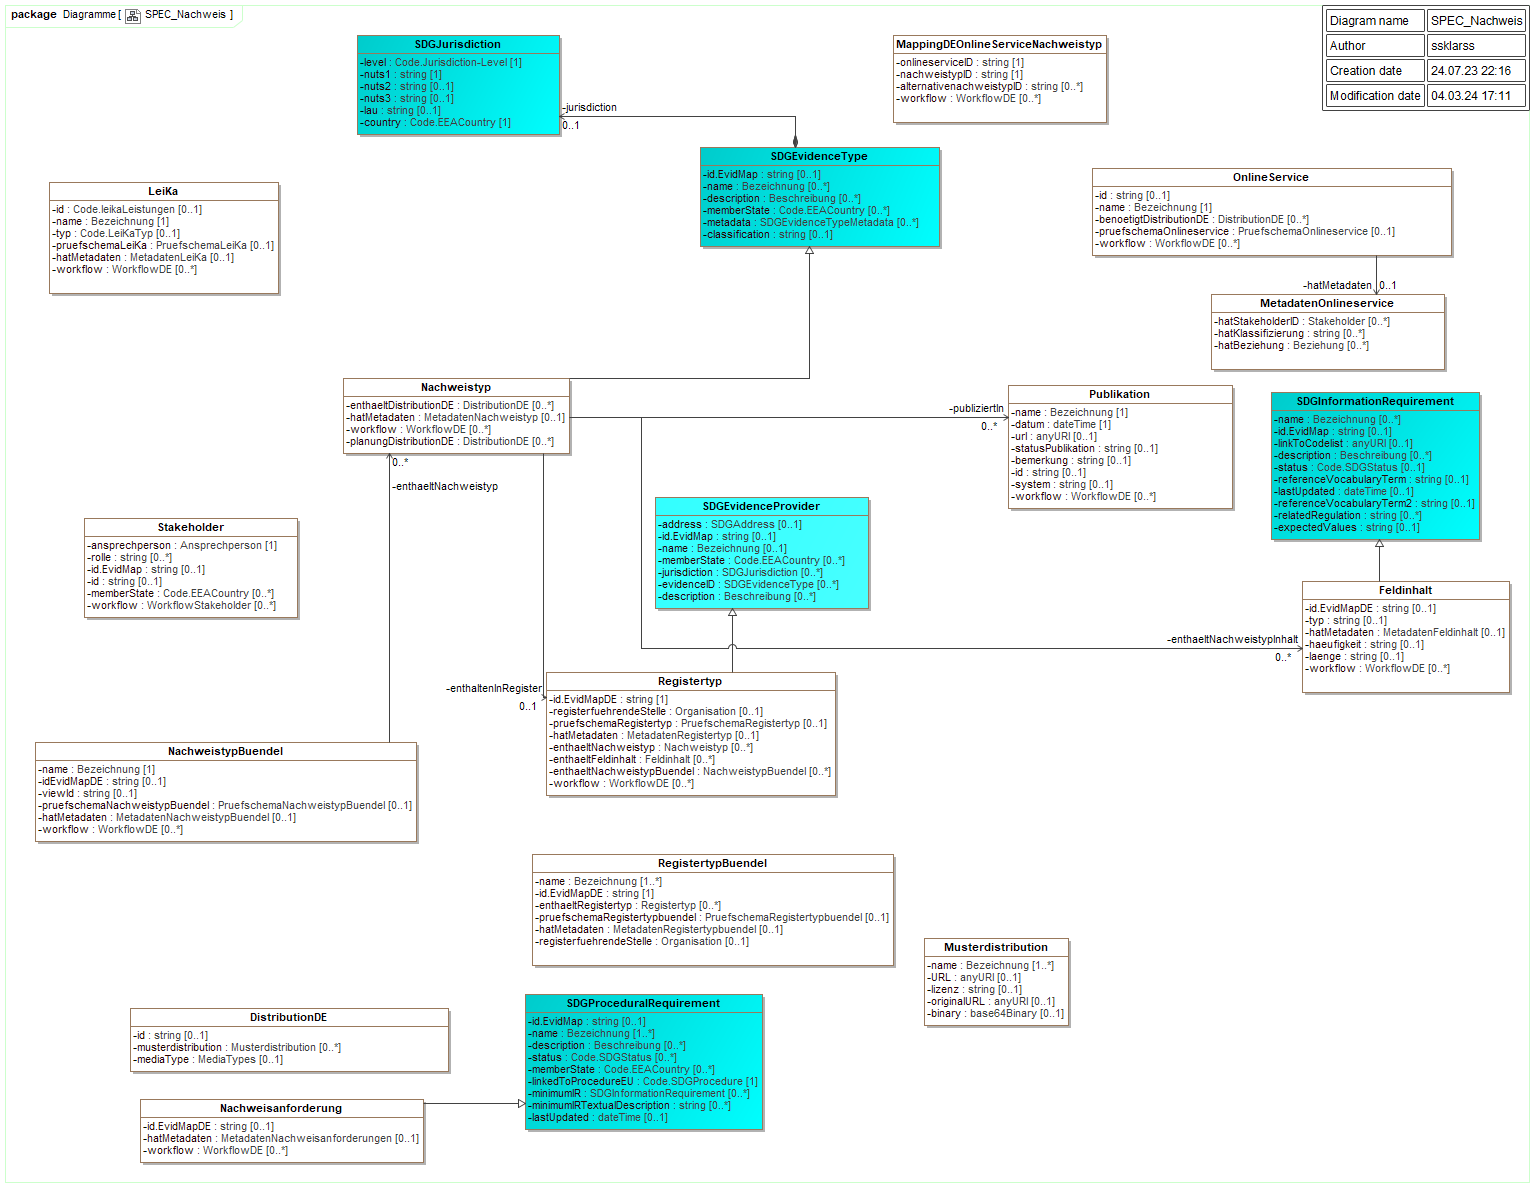 package Diagramme [ SPEC_Nachweis ]
Diagram name SPEC_Nachweis
Author ssklarss
Creation date 24.07.23 22:16
Modification date 04.03.24 17:11
SDGJurisdiction
-level : Code.Jurisdiction-Level [1]
-nuts1 : string [1]
-nuts2 : string [0..1]
-nuts3 : string [0..1]
-lau : string [0..1]
-country : Code.EEACountry [1]
-jurisdiction
0..1
MappingDEOnlineServiceNachweistyp
-onlineserviceID : string [1]
-nachweistypID : string [1]
-alternativenachweistypID : string [0..*]
-workflow : WorkflowDE [0..*]
SDGEvidenceType
-id.EvidMap : string [0..1]
-name : Bezeichnung [0..*]
-description : Beschreibung [0..*]
-memberState : Code.EEACountry [0..*]
-metadata : SDGEvidenceTypeMetadata [0..*]
-classification : string [0..1]
LeiKa
-id : Code.leikaLeistungen [0..1]
-name : Bezeichnung [1]
-typ : Code.LeiKaTyp [0..1]
-pruefschemaLeiKa : PruefschemaLeiKa [0..1]
-hatMetadaten : MetadatenLeiKa [0..1]
-workflow : WorkflowDE [0..*]
OnlineService
-id : string [0..1]
-name : Bezeichnung [1]
-benoetigtDistributionDE : DistributionDE [0..*]
-pruefschemaOnlineservice : PruefschemaOnlineservice [0..1]
-workflow : WorkflowDE [0..*]
-hatMetadaten
0..1
MetadatenOnlineservice
-hatStakeholderID : Stakeholder [0..*]
-hatKlassifizierung : string [0..*]
-hatBeziehung : Beziehung [0..*]
Nachweistyp
-enthaeltDistributionDE : DistributionDE [0..*]
-hatMetadaten : MetadatenNachweistyp [0..1]
-workflow : WorkflowDE [0..*]
-planungDistributionDE : DistributionDE [0..*]
0..*
-enthaeltNachweistyp
-publiziertIn
0..*
Publikation
-name : Bezeichnung [1]
-datum : dateTime [1]
-url : anyURI [0..1]
-statusPublikation : string [0..1]
-bemerkung : string [0..1]
-id : string [0..1]
-system : string [0..1]
-workflow : WorkflowDE [0..*]
SDGInformationRequirement
-name : Bezeichnung [0..*]
-id.EvidMap : string [0..1]
-linkToCodelist : anyURI [0..1]
-description : Beschreibung [0..*]
-status : Code.SDGStatus [0..1]
-referenceVocabularyTerm : string [0..1]
-lastUpdated : dateTime [0..1]
-referenceVocabularyTerm2 : string [0..1]
-relatedRegulation : string [0..*]
-expectedValues : string [0..1]
SDGEvidenceProvider
-address : SDGAddress [0..1]
-id.EvidMap : string [0..1]
-name : Bezeichnung [0..1]
-memberState : Code.EEACountry [0..*]
-jurisdiction : SDGJurisdiction [0..*]
-evidenceID : SDGEvidenceType [0..*]
-description : Beschreibung [0..*]
Stakeholder
-ansprechperson : Ansprechperson [1]
-rolle : string [0..*]
-id.EvidMap : string [0..1]
-id : string [0..1]
-memberState : Code.EEACountry [0..*]
-workflow : WorkflowStakeholder [0..*]
Feldinhalt
-id.EvidMapDE : string [0..1]
-typ : string [0..1]
-hatMetadaten : MetadatenFeldinhalt [0..1]
-haeufigkeit : string [0..1]
-laenge : string [0..1]
-workflow : WorkflowDE [0..*]
-enthaeltNachweistypInhalt
0..*
-enthaltenInRegister
0..1
Registertyp
-id.EvidMapDE : string [1]
-registerfuehrendeStelle : Organisation [0..1]
-pruefschemaRegistertyp : PruefschemaRegistertyp [0..1]
-hatMetadaten : MetadatenRegistertyp [0..1]
-enthaeltNachweistyp : Nachweistyp [0..*]
-enthaeltFeldinhalt : Feldinhalt [0..*]
-enthaeltNachweistypBuendel : NachweistypBuendel [0..*]
-workflow : WorkflowDE [0..*]
NachweistypBuendel
-name : Bezeichnung [1]
-idEvidMapDE : string [0..1]
-viewId : string [0..1]
-pruefschemaNachweistypBuendel : PruefschemaNachweistypBuendel [0..1]
-hatMetadaten : MetadatenNachweistypBuendel [0..1]
-workflow : WorkflowDE [0..*]
RegistertypBuendel
-name : Bezeichnung [1..*]
-id.EvidMapDE : string [1]
-enthaeltRegistertyp : Registertyp [0..*]
-pruefschemaRegistertypbuendel : PruefschemaRegistertypbuendel [0..1]
-hatMetadaten : MetadatenRegistertypbuendel [0..1]
-registerfuehrendeStelle : Organisation [0..1]
Musterdistribution
-name : Bezeichnung [1..*]
-URL : anyURI [0..1]
-lizenz : string [0..1]
-originalURL : anyURI [0..1]
-binary : base64Binary [0..1]
DistributionDE
-id : string [0..1]
-musterdistribution : Musterdistribution [0..*]
-mediaType : MediaTypes [0..1]
SDGProceduralRequirement
-id.EvidMap : string [0..1]
-name : Bezeichnung [1..*]
-description : Beschreibung [0..*]
-status : Code.SDGStatus [0..*]
-memberState : Code.EEACountry [0..*]
-linkedToProcedureEU : Code.SDGProcedure [1]
-minimumIR : SDGInformationRequirement [0..*]
-minimumIRTextualDescription : string [0..*]
-lastUpdated : dateTime [0..1]
Nachweisanforderung
-id.EvidMapDE : string [0..1]
-hatMetadaten : MetadatenNachweisanforderungen [0..1]
-workflow : WorkflowDE [0..*]